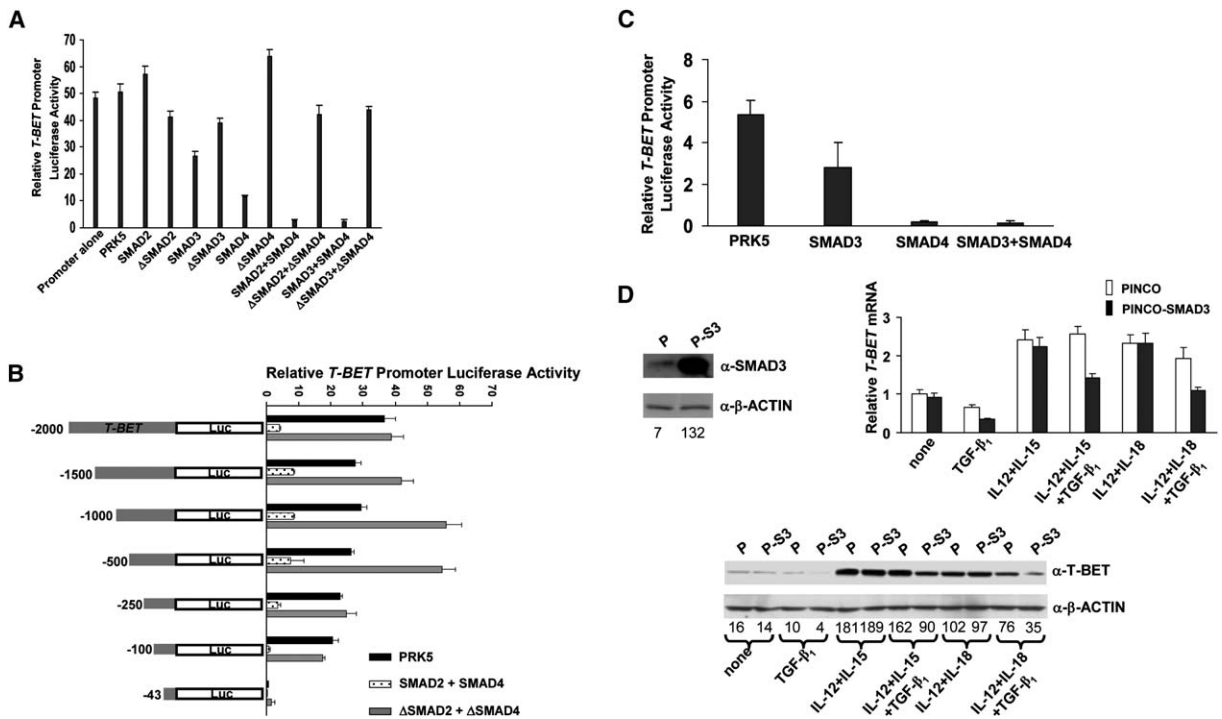 A
Relative T-BET Promoter
Luciferase Activity
70
60
50
40
30
20
10
0
Promoter alone
PRK5
SMAD2
ΔSMAD2
SMAD3
ΔSMAD3
SMAD4
ΔSMAD4
SMAD2+SMAD4
ΔSMAD2+ΔSMAD4
SMAD3+SMAD4
ΔSMAD3+ΔSMAD4
B
Relative T-BET Promoter Luciferase Activity
0 10 20 30 40 50 60 70
-2000 T-BET Luc
-1500 Luc
-1000 Luc
-500 Luc
-250 Luc
-100 Luc
-43 Luc
PRK5
SMAD2 + SMAD4
ΔSMAD2 + ΔSMAD4
C
Relative T-BET Promoter
Luciferase Activity
8
6
4
2
0
PRK5 SMAD3 SMAD4 SMAD3+SMAD4
D
P P-S3
α-SMAD3
α-β-ACTIN
7 132
PINCO
PINCO-SMAD3
Relative T-BET mRNA
3
2
1
0
none
TGF-β1
IL-12+IL-15
IL-12+IL-15
+TGF-β1
IL12+IL-18
IL-12+IL-18
+TGF-β1
P P-S3 P P-S3 P P-S3 P P-S3 P P-S3 P P-S3
α-T-BET
α-β-ACTIN
16 14 10 4 181 189 162 90 102 97 76 35
none
TGF-β1
IL-12+IL-15
IL-12+IL-15
+TGF-β1
IL-12+IL-18
IL-12+IL-18
+TGF-β1